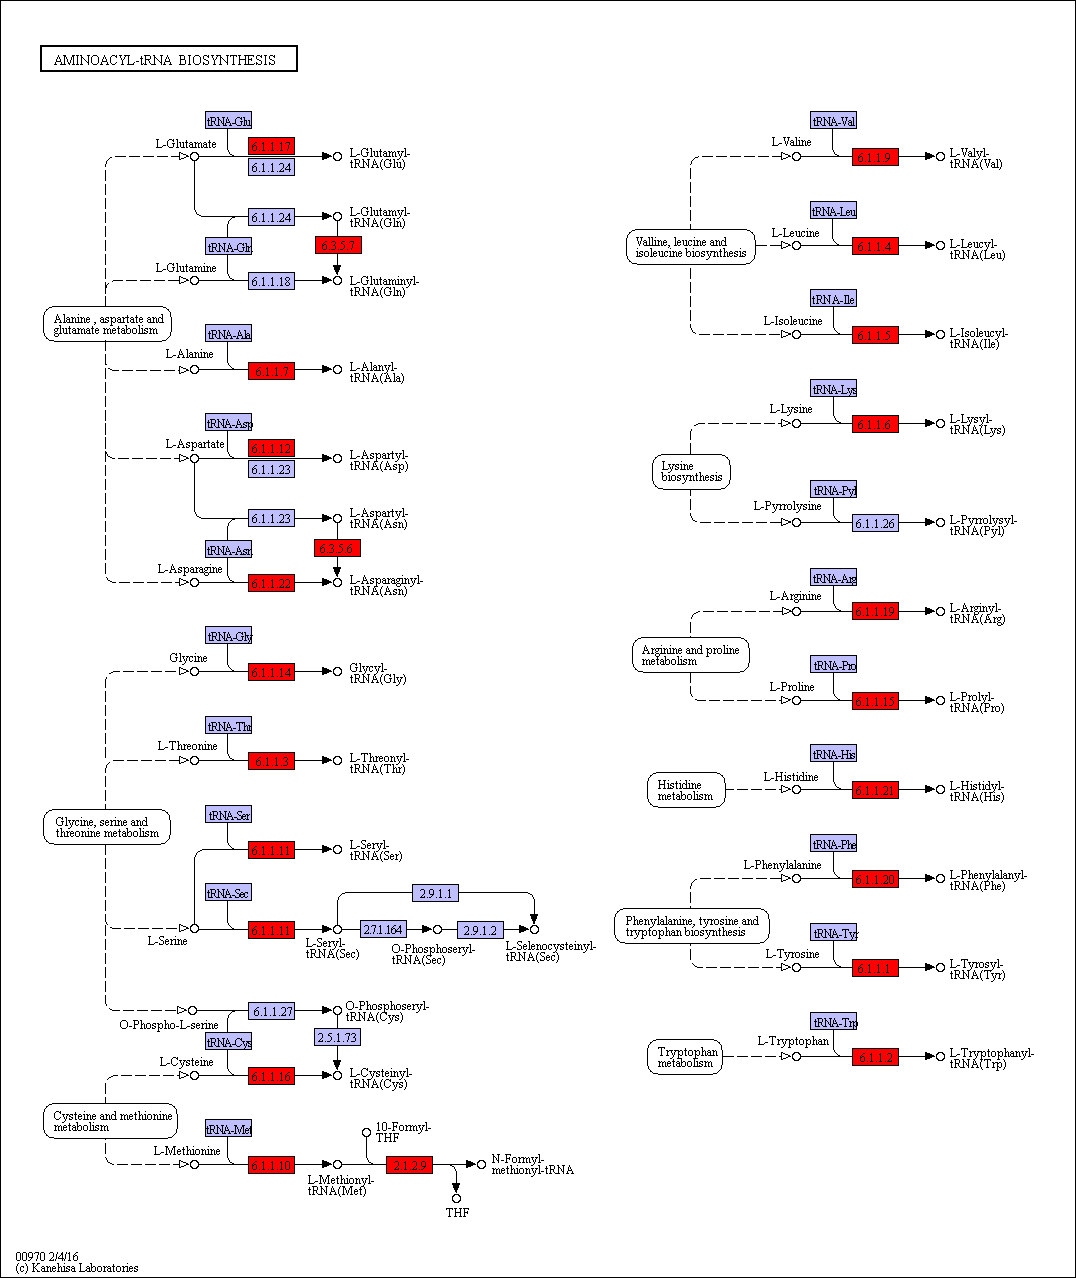 AMINOACYL-tRNA BIOSYNTHESIS
tRNA-Glu
L-Glutamate
6.1.1.17
6.1.1.24
L-Glutamyl-
tRNA(Glu)
6.1.1.24
L-Glutamyl-
tRNA(Gln)
tRNA-Gln
6.3.5.7
L-Glutamine
6.1.1.18
L-Glutaminyl-
tRNA(Gln)
Alanine , aspartate and
glutamate metabolism
tRNA-Ala
L-Alanine
6.1.1.7
L-Alanyl-
tRNA(Ala)
tRNA-Asp
L-Aspartate
6.1.1.12
6.1.1.23
L-Aspartyl-
tRNA(Asp)
6.1.1.23
L-Aspartyl-
tRNA(Asn)
tRNA-Asn
6.3.5.6
L-Asparagine
6.1.1.22
L-Asparaginyl-
tRNA(Asn)
tRNA-Gly
Glycine
6.1.1.14
Glycyl-
tRNA(Gly)
tRNA-Thr
L-Threonine
6.1.1.3
L-Threonyl-
tRNA(Thr)
Glycine, serine and
threonine metabolism
tRNA-Ser
6.1.1.11
L-Seryl-
tRNA(Ser)
tRNA-Sec
L-Serine
6.1.1.11
L-Seryl-
tRNA(Sec)
2.9.1.1
2.7.1.164
O-Phosphoseryl-
tRNA(Sec)
2.9.1.2
L-Selenocysteinyl-
tRNA(Sec)
O-Phospho-L-serine
6.1.1.27
O-Phosphoseryl-
tRNA(Cys)
tRNA-Cys
2.5.1.73
L-Cysteine
6.1.1.16
L-Cysteinyl-
tRNA(Cys)
Cysteine and methionine
metabolism
tRNA-Met
L-Methionine
6.1.1.10
L-Methionyl-
tRNA(Met)
10-Formyl-
THF
2.1.2.9
N-Formyl-
methionyl-tRNA
THF
tRNA-Val
L-Valine
6.1.1.9
L-Valyl-
tRNA(Val)
tRNA-Leu
Valline, leucine and
isoleucine biosynthesis
L-Leucine
6.1.1.4
L-Leucyl-
tRNA(Leu)
tRNA-Ile
L-Isoleucine
6.1.1.5
L-Isoleucyl-
tRNA(Ile)
tRNA-Lys
L-Lysine
6.1.1.6
L-Lysyl-
tRNA(Lys)
Lysine
biosynthesis
tRNA-Pyl
L-Pyrrolysine
6.1.1.26
L-Pyrrolysyl-
tRNA(Pyl)
tRNA-Arg
L-Arginine
6.1.1.19
L-Arginyl-
tRNA(Arg)
Arginine and proline
metabolism
tRNA-Pro
L-Proline
6.1.1.15
L-Prolyl-
tRNA(Pro)
tRNA-His
Histidine
metabolism
L-Histidine
6.1.1.21
L-Histidyl-
tRNA(His)
tRNA-Phe
L-Phenylalanine
6.1.1.20
L-Phenylalanyl-
tRNA(Phe)
Phenylalanine, tyrosine and
tryptophan biosynthesis
tRNA-Tyr
L-Tyrosine
6.1.1.1
L-Tyrosyl-
tRNA(Tyr)
tRNA-Trp
Tryptophan
metabolism
L-Tryptophan
6.1.1.2
L-Tryptophanyl-
tRNA(Trp)
00970 2/4/16
(c) Kanehisa Laboratories